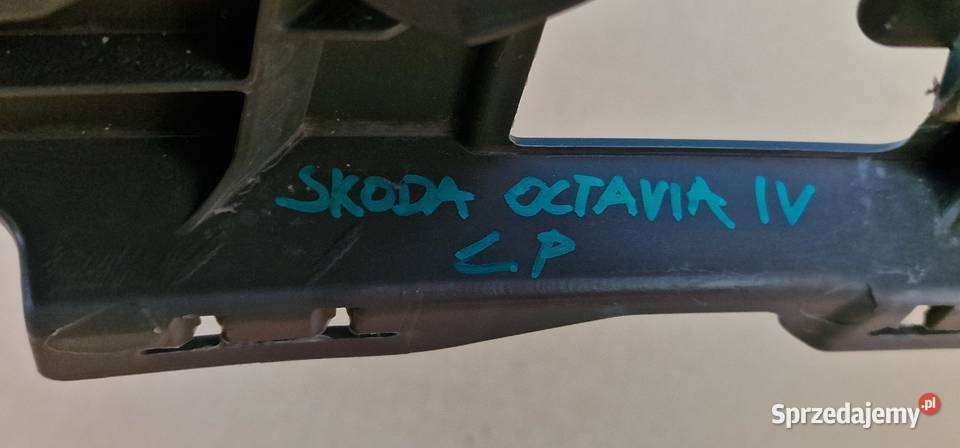 SKODA OCTAVIA IV
LP
Sprzedajemy.pl